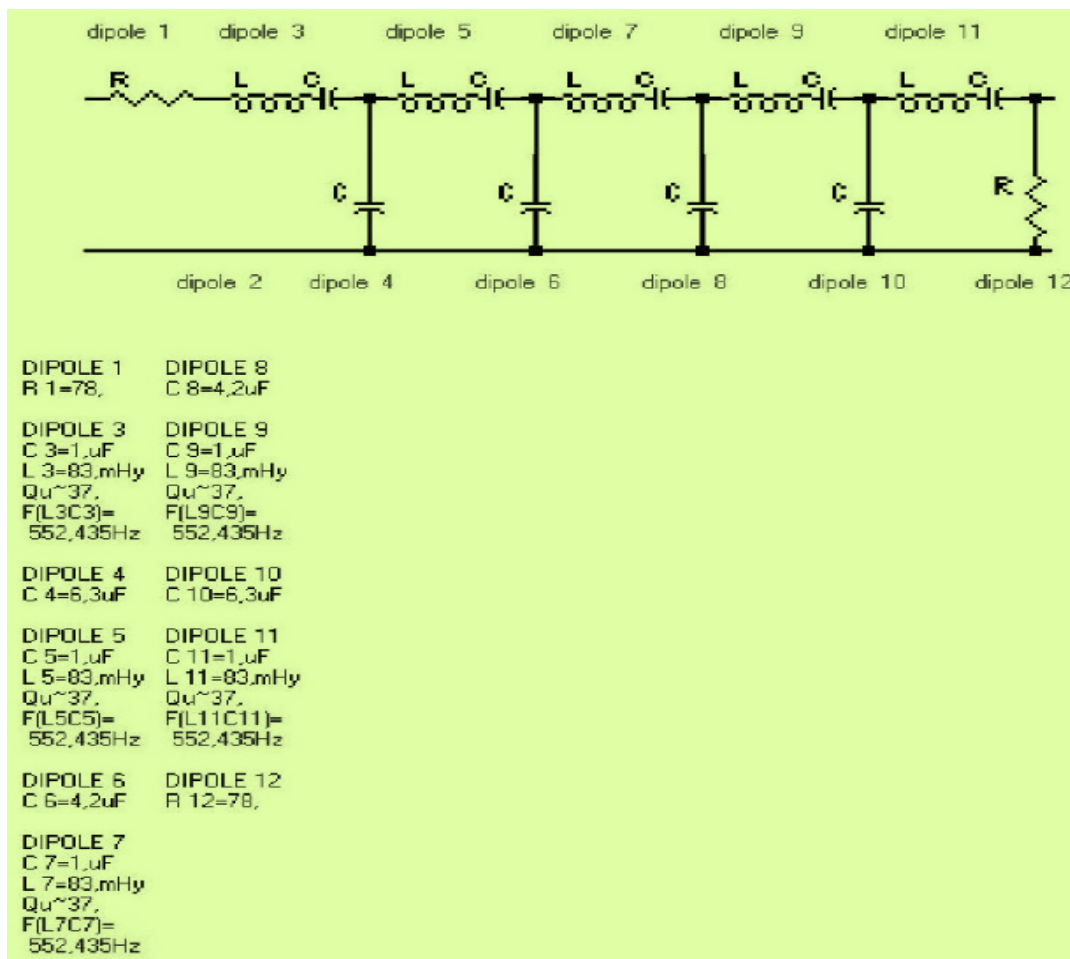 dipole 1 dipole 3 dipole 5 dipole 7 dipole 9 dipole 11
R L C L C L C L C L C
C C C C R
dipole 2 dipole 4 dipole 6 dipole 8 dipole 10 dipole 12
DIPOLE 1
R 1=78,
DIPOLE 3
C 3=1,uF
L 3=83,mHy
Qu~37,
F(L3C3)=
552,435Hz
DIPOLE 4
C 4=6,3uF
DIPOLE 5
C 5=1,uF
L 5=83,mHy
Qu~37,
F(L5C5)=
552,435Hz
DIPOLE 6
C 6=4,2uF
DIPOLE 7
C 7=1,uF
L 7=83,mHy
Qu~37,
F(L7C7)=
552,435Hz
DIPOLE 8
C 8=4,2uF
DIPOLE 9
C 9=1,uF
L 9=83,mHy
Qu~37,
F(L9C9)=
552,435Hz
DIPOLE 10
C 10=6,3uF
DIPOLE 11
C 11=1,uF
L 11=83,mHy
Qu~37,
F(L11C11)=
552,435Hz
DIPOLE 12
R 12=78,